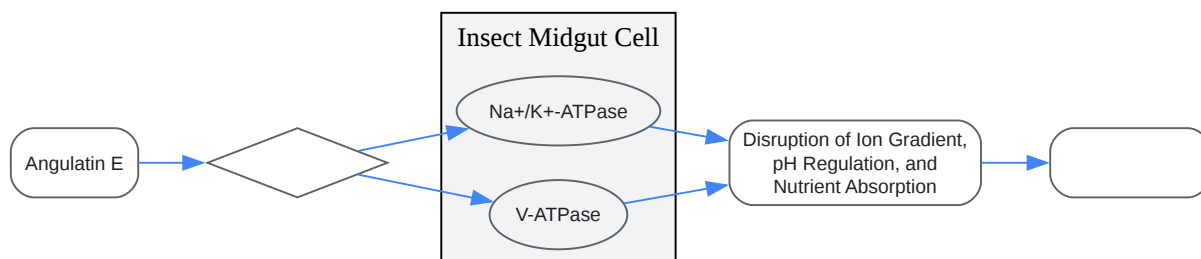 Insect Midgut Cell
Angulatin E
Na+/K+-ATPase
V-ATPase
Disruption of Ion Gradient,
pH Regulation, and
Nutrient Absorption